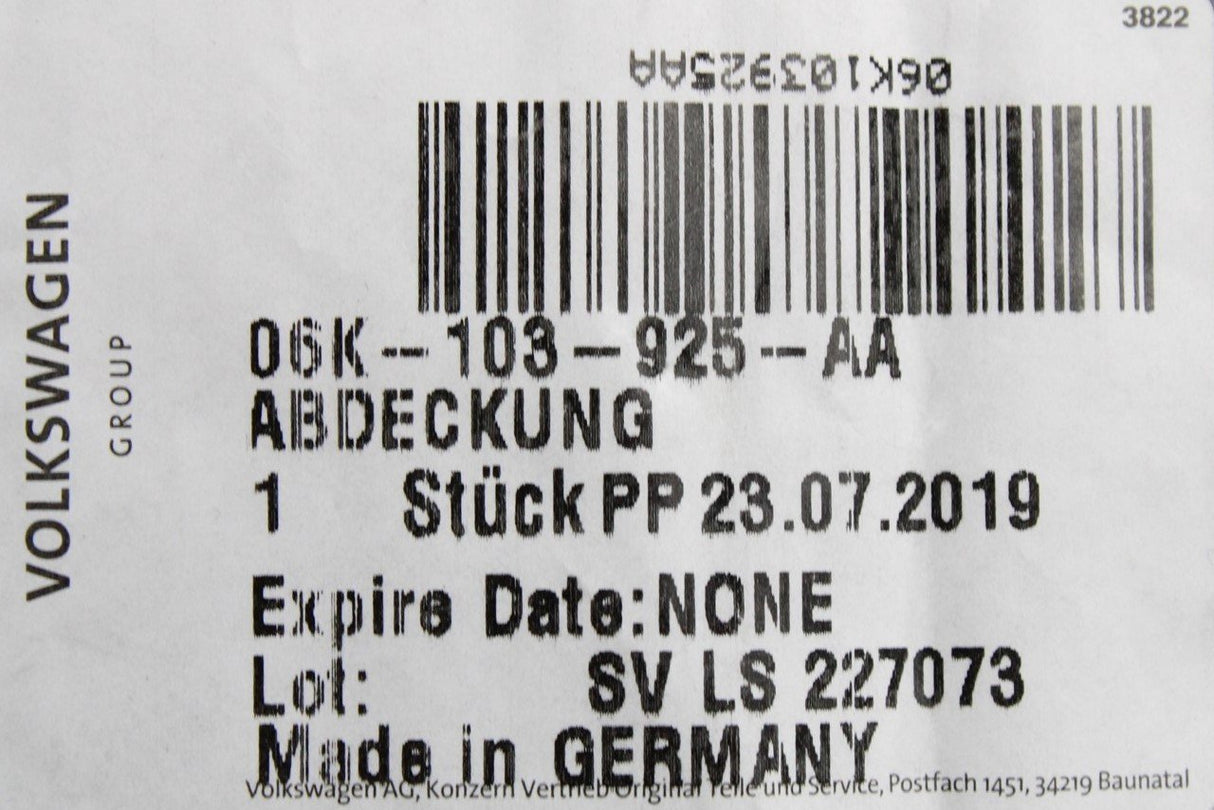 3822
06K103925AA
VOLKSWAGEN
GROUP
06K-103-925-AA
ABDECKUNG
1 Stück PP 23.07.2019
Expire Date:NONE
Lot: SV LS 227073
Made in GERMANY
Volkswagen AG, Konzern Vertrieb Original Teile und Service, Postfach 1451, 34219 Baunatal